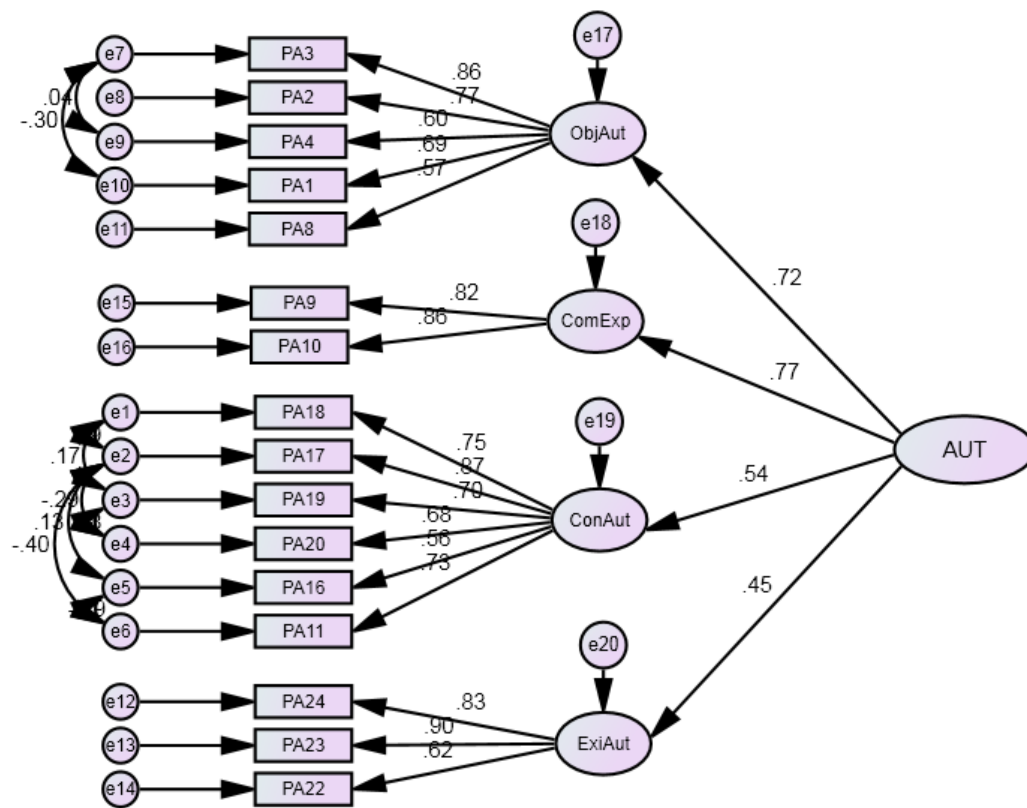 e17
e7
PA3
.86
e8
PA2
.77
.04
-.30
.60
ObjAut
e9
PA4
.69
.57
e10
PA1
e11
PA8
e18
.72
e15
PA9
.82
ComExp
.86
e16
PA10
.77
e1
PA18
e19
.75
.17
e2
PA17
.87
AUT
.70
-.29
e3
PA19
.54
.68
ConAut
.13
-.40
e4
PA20
.56
.73
e5
PA16
.45
e6
PA11
e20
e12
PA24
.83
.90
e13
PA23
ExiAut
.62
e14
PA22